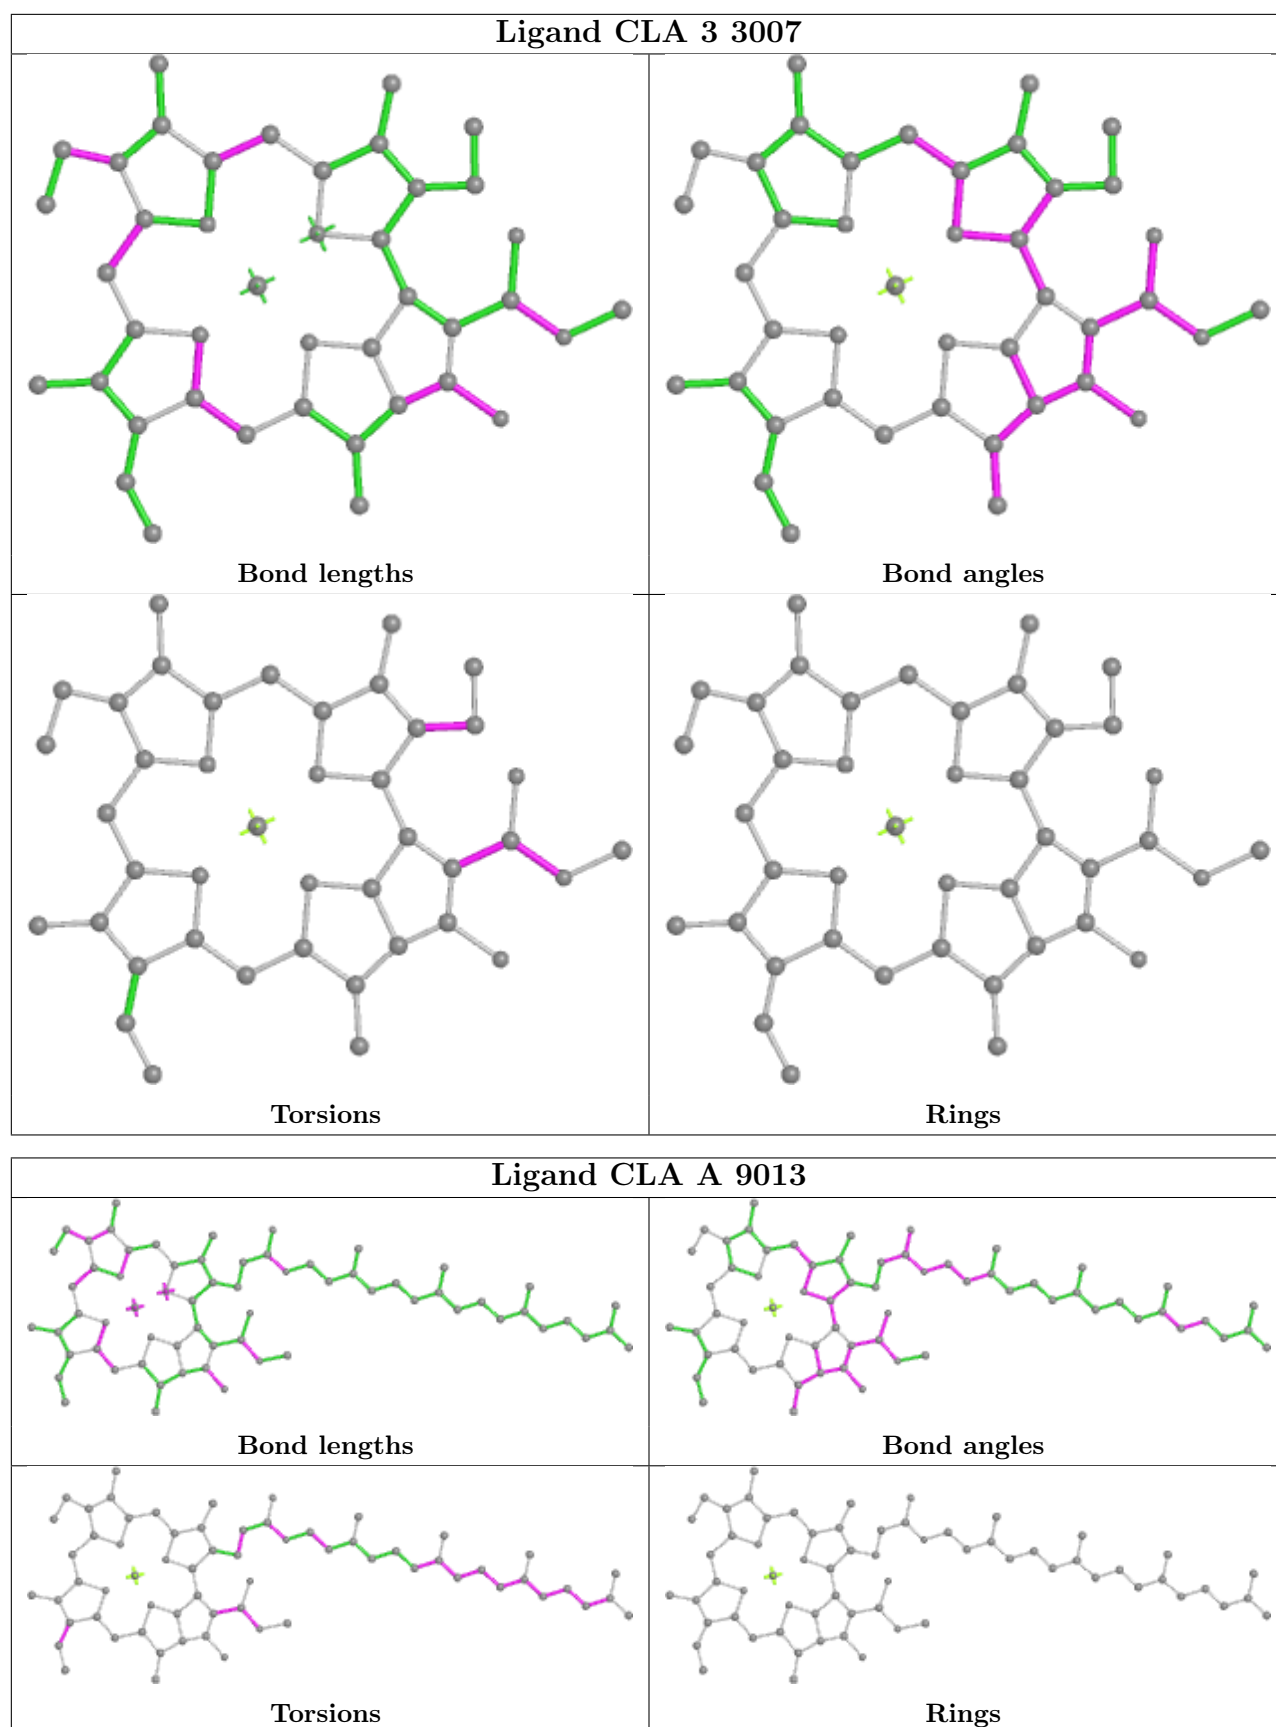 Ligand CLA 3 3007
Bond lengths
Bond angles
Torsions
Rings
Ligand CLA A 9013
Bond lengths
Bond angles
Torsions
Rings